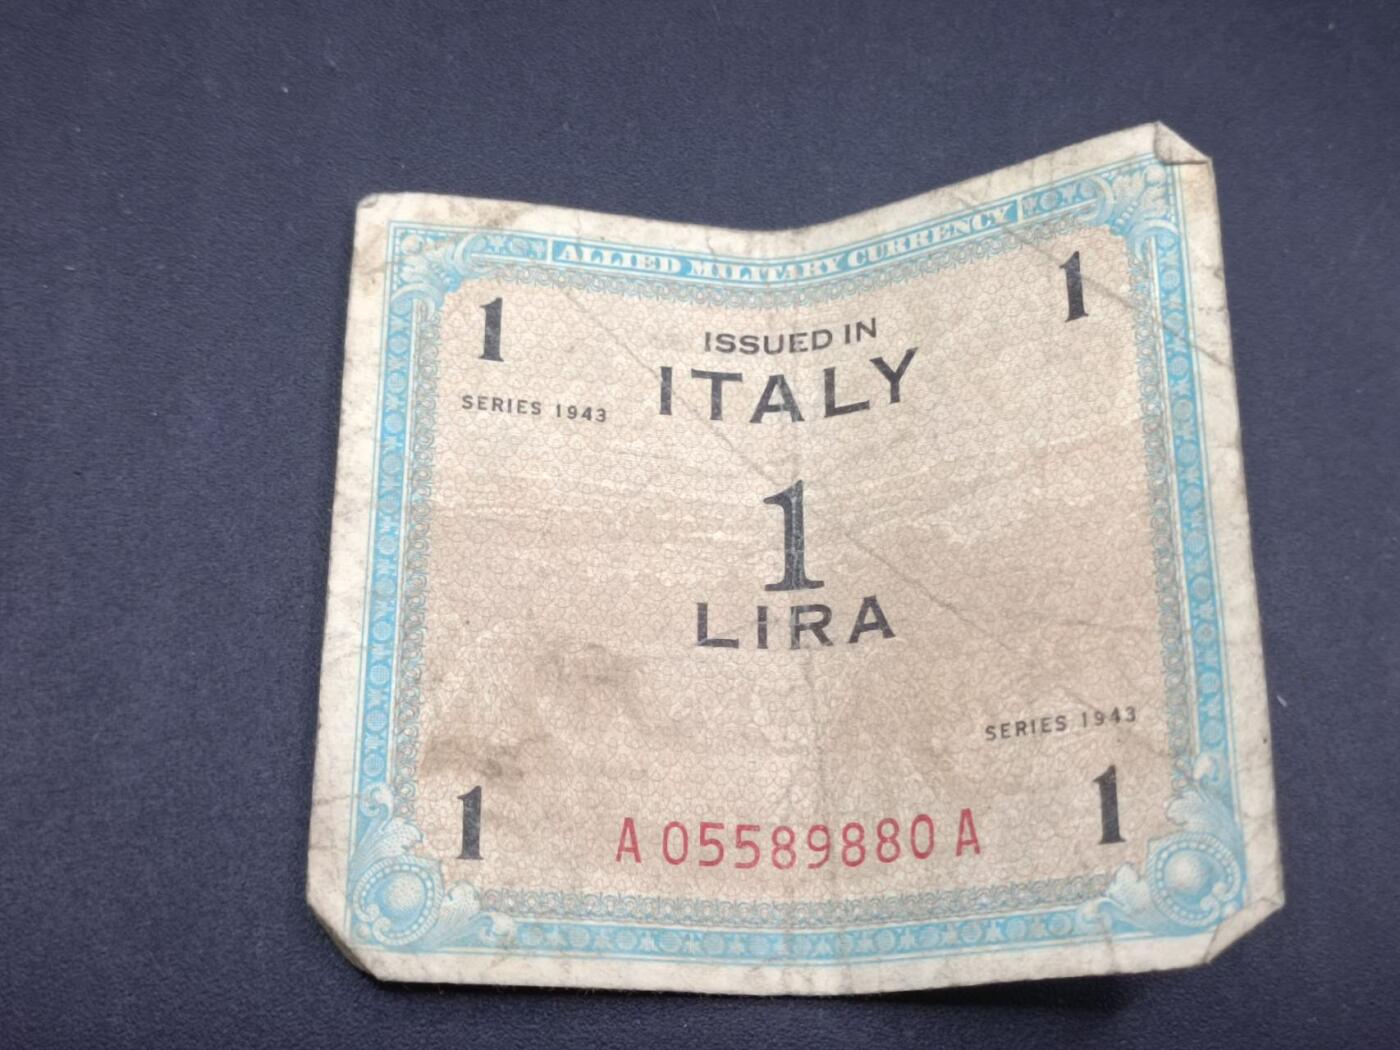 ALLIED MILITARY CURRENCY
1 1
ISSUED IN
ITALY
SERIES 1943
1
LIRA
SERIES 1943
1 1
A 05589880 A